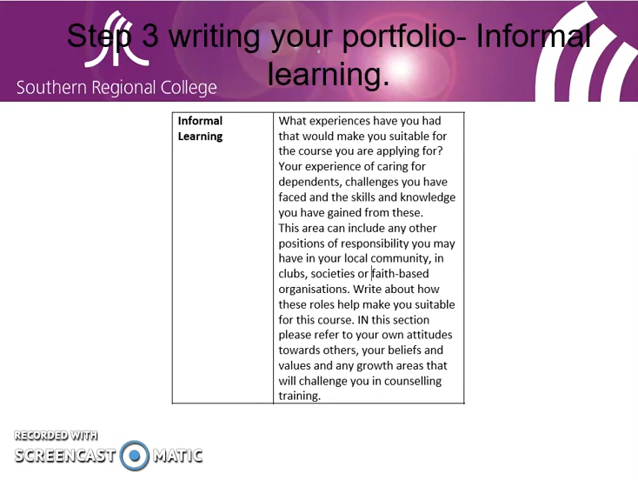 Step 3 writing your portfolio- Informal
learning.
Southern Regional College
Informal
Learning
What experiences have you had
that would make you suitable for
the course you are applying for?
Your experience of caring for
dependents, challenges you have
faced and the skills and knowledge
you have gained from these.
This area can include any other
positions of responsibility you may
have in your local community, in
clubs, societies or faith-based
organisations. Write about how
these roles help make you suitable
for this course. IN this section
please refer to your own attitudes
towards others, your beliefs and
values and any growth areas that
will challenge you in counselling
training.
RECORDED WITH
SCREENCAST MATIC